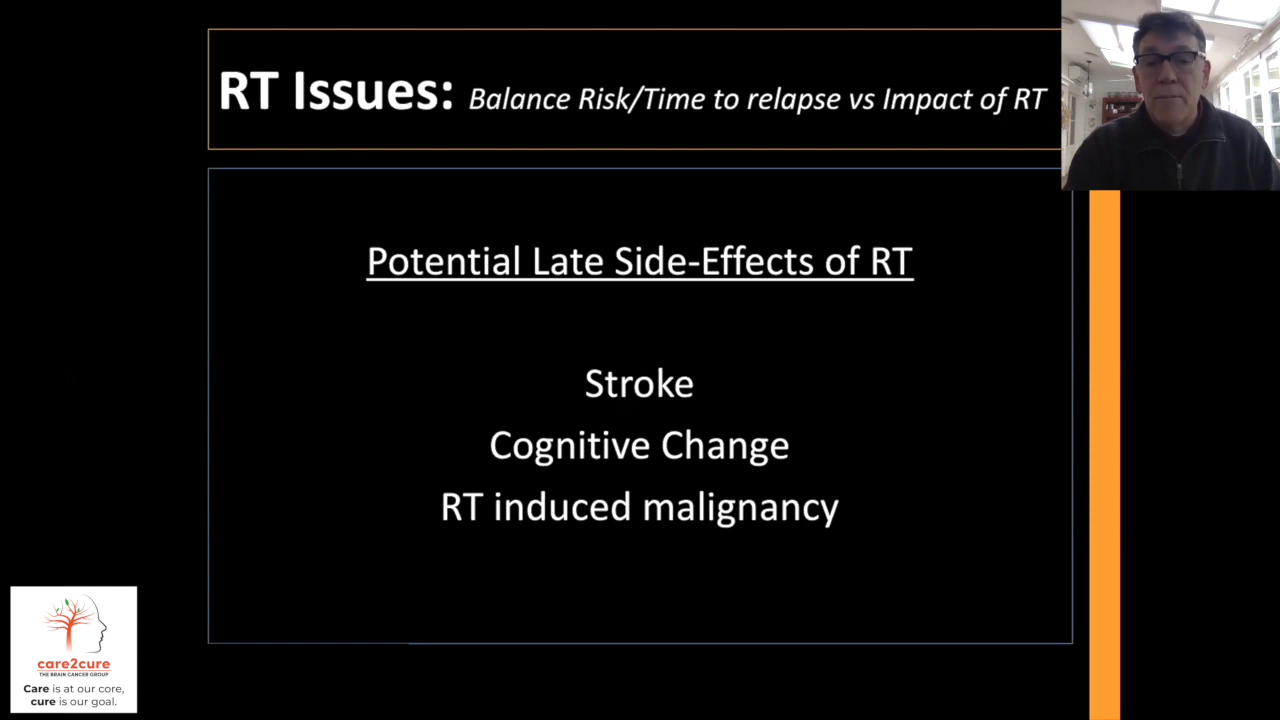 RT Issues: Balance Risk/Time to relapse vs Impact of RT
Potential Late Side-Effects of RT
Stroke
Cognitive Change
RT induced malignancy
care2cure
THE BRAIN CANCER GROUP
Care is at our core,
cure is our goal.